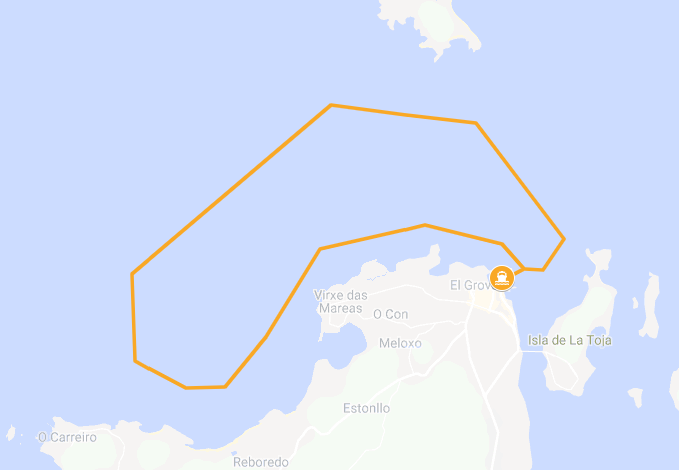 El Grove
Virxe das
Mareas
O Con
Isla de La Toja
Meloxo
Estonllo
O Carreiro
Reboredo